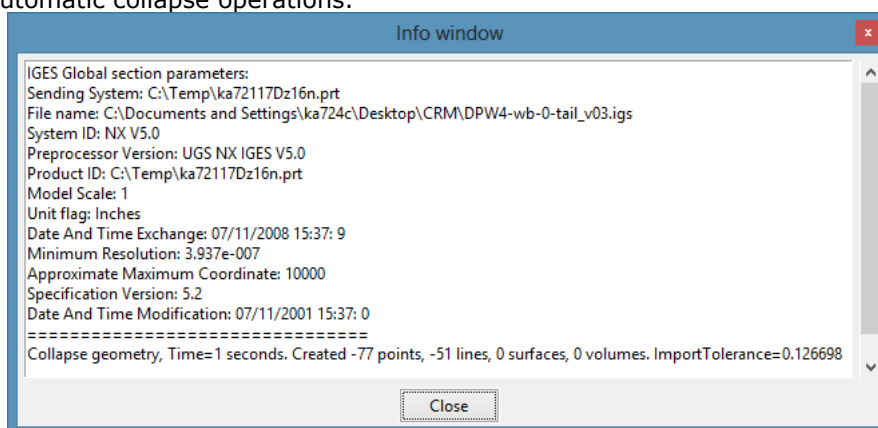 utomatic collapse operations.
Info window
x
IGES Global section parameters:
Sending System: C:\Temp\ka72117Dz16n.prt
File name: C:\Documents and Settings\ka724c\Desktop\CRM\DPW4-wb-0-tail_v03.igs
System ID: NX V5.0
Preprocessor Version: UGS NX IGES V5.0
Product ID: C:\Temp\ka72117Dz16n.prt
Model Scale: 1
Unit flag: Inches
Date And Time Exchange: 07/11/2008 15:37: 9
Minimum Resolution: 3.937e-007
Approximate Maximum Coordinate: 10000
Specification Version: 5.2
Date And Time Modification: 07/11/2001 15:37: 0
================================
Collapse geometry, Time=1 seconds. Created -77 points, -51 lines, 0 surfaces, 0 volumes. ImportTolerance=0.126698
Close